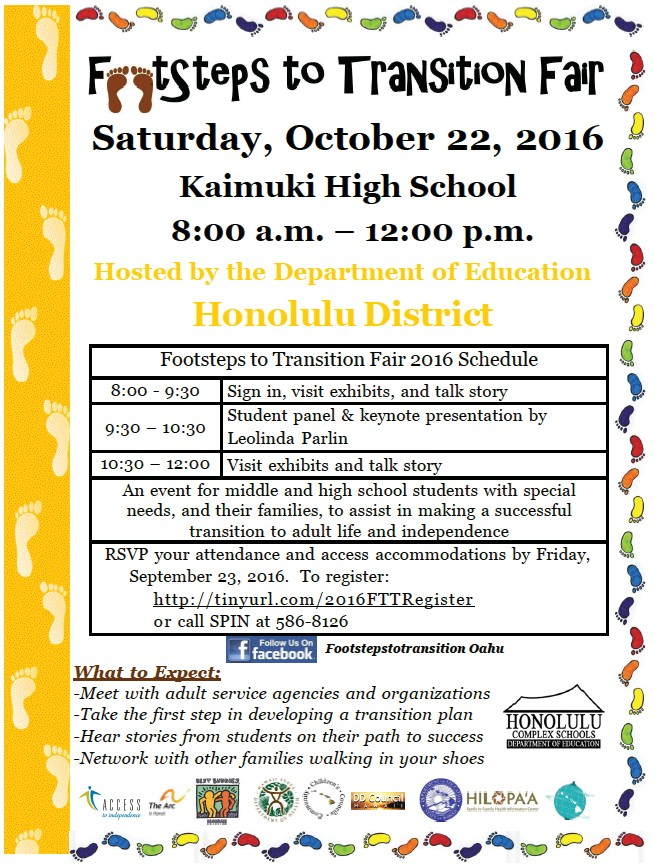 Footsteps to Transition Fair
Saturday, October 22, 2016
Kaimuki High School
8:00 a.m. – 12:00 p.m.
Hosted by the Department of Education
Honolulu District
Footsteps to Transition Fair 2016 Schedule
8:00 - 9:30 Sign in, visit exhibits, and talk story
9:30 – 10:30 Student panel & keynote presentation by
Leolinda Parlin
10:30 – 12:00 Visit exhibits and talk story
An event for middle and high school students with special
needs, and their families, to assist in making a successful
transition to adult life and independence
RSVP your attendance and access accommodations by Friday,
September 23, 2016. To register:
http://tinyurl.com/2016FTTRegister
or call SPIN at 586-8126
Follow Us On
facebook
Footstepstotransition Oahu
What to Expect:
-Meet with adult service agencies and organizations
-Take the first step in developing a transition plan
-Hear stories from students on their path to success
-Network with other families walking in your shoes
HONOLULU
COMPLEX SCHOOLS
DEPARTMENT OF EDUCATION
ACCESS
to independence
The Arc
BEST BUDDIES
DD Council
HILOPA'A